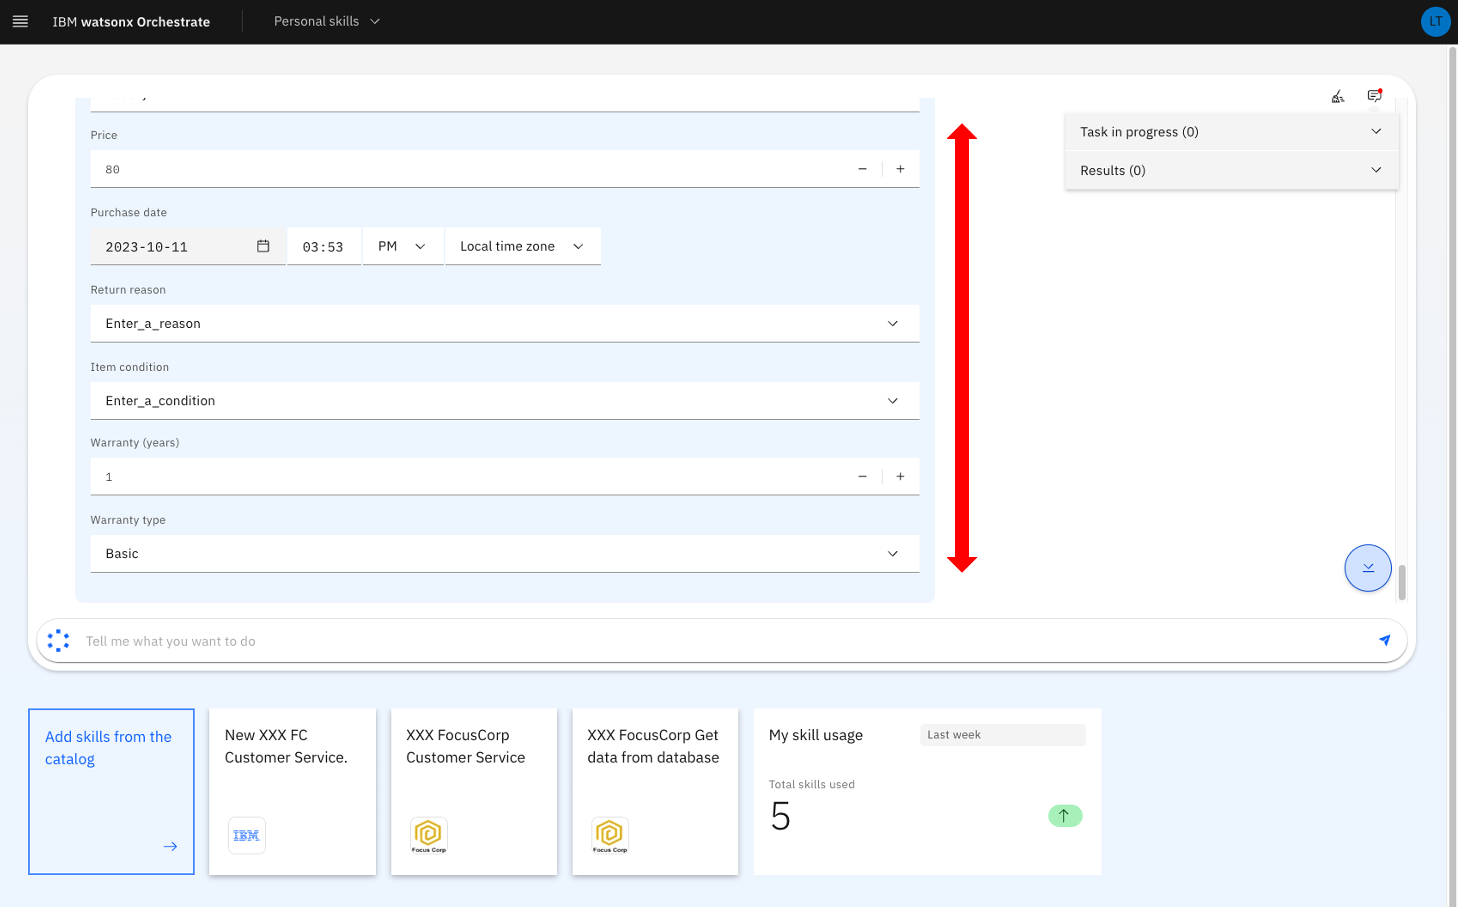 IBM watsonx Orchestrate
Personal skills
LT
Price
80
Purchase date
2023-10-11
03:53
PM
Local time zone
Return reason
Enter_a_reason
Item condition
Enter_a_condition
Warranty (years)
1
Warranty type
Basic
Task in progress (0)
Results (0)
Tell me what you want to do
Add skills from the
catalog
New XXX FC
Customer Service.
IBM
XXX FocusCorp
Customer Service
Focus Corp
XXX FocusCorp Get
data from database
Focus Corp
My skill usage
Last week
Total skills used
5